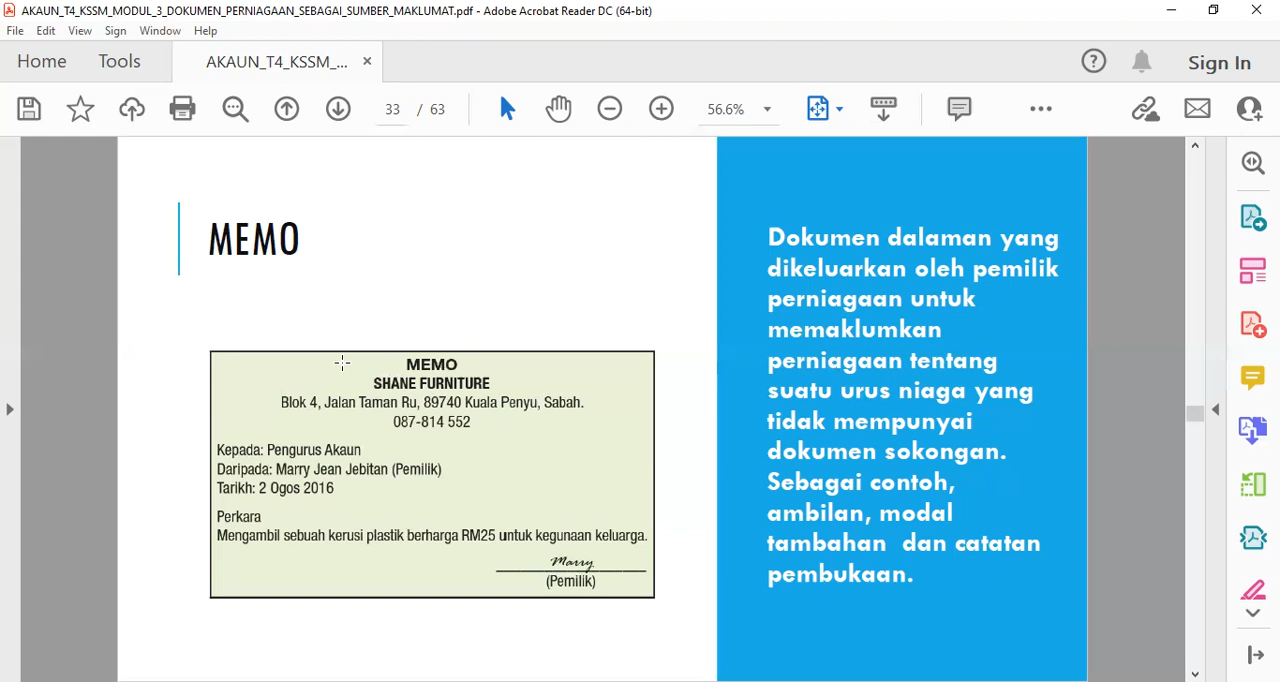 AKAUN_T4_KSSM_MODUL_3_DOKUMEN_PERNIAGAAN_SEBAGAI_SUMBER_MAKLUMAT.pdf - Adobe Acrobat Reader DC (64-bit)
File Edit View Sign Window Help
Home Tools AKAUN_T4_KSSM_... × Sign In
33 / 63 56.6%
MEMO
MEMO
SHANE FURNITURE
Blok 4, Jalan Taman Ru, 89740 Kuala Penyu, Sabah.
087-814 552
Kepada: Pengurus Akaun
Daripada: Marry Jean Jebitan (Pemilik)
Tarikh: 2 Ogos 2016
Perkara
Mengambil sebuah kerusi plastik berharga RM25 untuk kegunaan keluarga.
Marry
(Pemilik)
Dokumen dalaman yang
dikeluarkan oleh pemilik
perniagaan untuk
memaklumkan
perniagaan tentang
suatu urus niaga yang
tidak mempunyai
dokumen sokongan.
Sebagai contoh,
ambilan, modal
tambahan dan catatan
pembukaan.